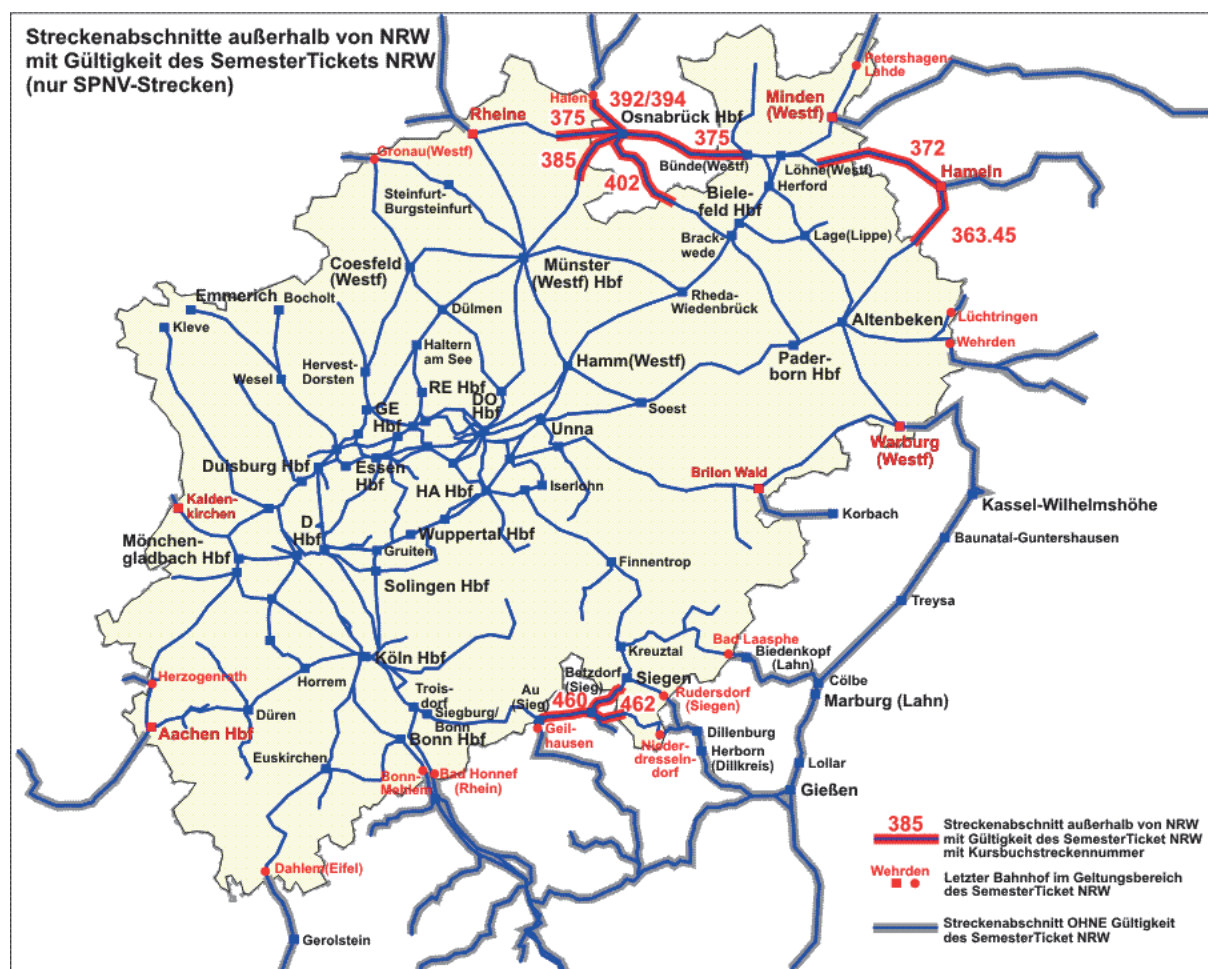 Streckenabschnitte außerhalb von NRW
mit Gültigkeit des SemesterTickets NRW
(nur SPNV-Strecken)
Petershagen-
Lahde
Halen
392/394
Minden
(Westf)
Rheine
375
Osnabrück Hbf
375
372
Gronau(Westf)
385
Bünde(Westf)
Löhne(Westf)
Hameln
402
Herford
Steinfurt-
Burgsteinfurt
Biele-
feld Hbf
Brack-
wede
Lage(Lippe)
363.45
Coesfeld
(Westf)
Münster
(Westf) Hbf
Emmerich
Bocholt
Dülmen
Rheda-
Wiedenbrück
Kleve
Altenbeken
Lüchtringen
Wehrden
Haltern
am See
Hervest-
Dorsten
Hamm(Westf)
Pader-
born Hbf
Wesel
RE Hbf
DO
Hbf
Soest
GE
Hbf
Unna
Warburg
(Westf)
Duisburg Hbf
Essen
Hbf
HA Hbf
Iserlohn
Brilon Wald
Kalden-
kirchen
Korbach
Kassel-Wilhelmshöhe
D
Hbf
Wuppertal Hbf
Mönchen-
gladbach Hbf
Gruiten
Baunatal-Guntershausen
Finnentrop
Solingen Hbf
Treysa
Kreuztal
Bad Laasphe
Biedenkopf
(Lahn)
Köln Hbf
Betzdorf
(Sieg)
Siegen
Cölbe
Herzogenrath
Horrem
Trois-
dorf
Au
(Sieg)
460
462
Rudersdorf
(Siegen)
Marburg (Lahn)
Düren
Siegburg/
Bonn
Aachen Hbf
Bonn Hbf
Geil-
hausen
Nieder-
dresseln-
dorf
Dillenburg
Herborn
(Dillkreis)
Euskirchen
Lollar
Bonn-
Mehlem
Bad Honnef
(Rhein)
Gießen
385
Streckenabschnitt außerhalb von NRW
mit Gültigkeit des SemesterTicket NRW
mit Kursbuchstreckennummer
Dahlem(Eifel)
Wehrden
Letzter Bahnhof im Geltungsbereich
des SemesterTicket NRW
Streckenabschnitt OHNE Gültigkeit
des SemesterTicket NRW
Gerolstein